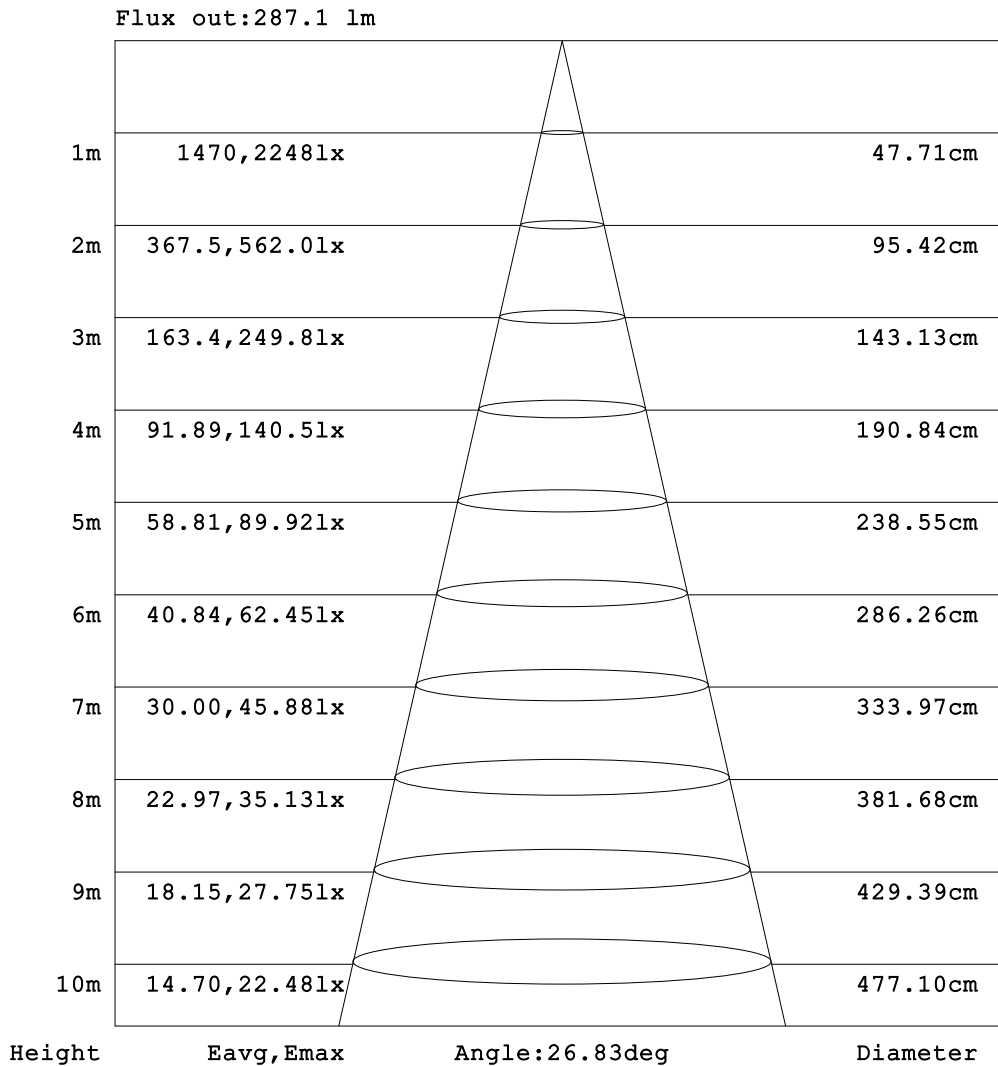 Flux out:287.1 lm
1m 1470,2248lx 47.71cm
2m 367.5,562.0lx 95.42cm
3m 163.4,249.8lx 143.13cm
4m 91.89,140.5lx 190.84cm
5m 58.81,89.92lx 238.55cm
6m 40.84,62.45lx 286.26cm
7m 30.00,45.88lx 333.97cm
8m 22.97,35.13lx 381.68cm
9m 18.15,27.75lx 429.39cm
10m 14.70,22.48lx 477.10cm
Height Eavg,Emax Angle:26.83deg Diameter